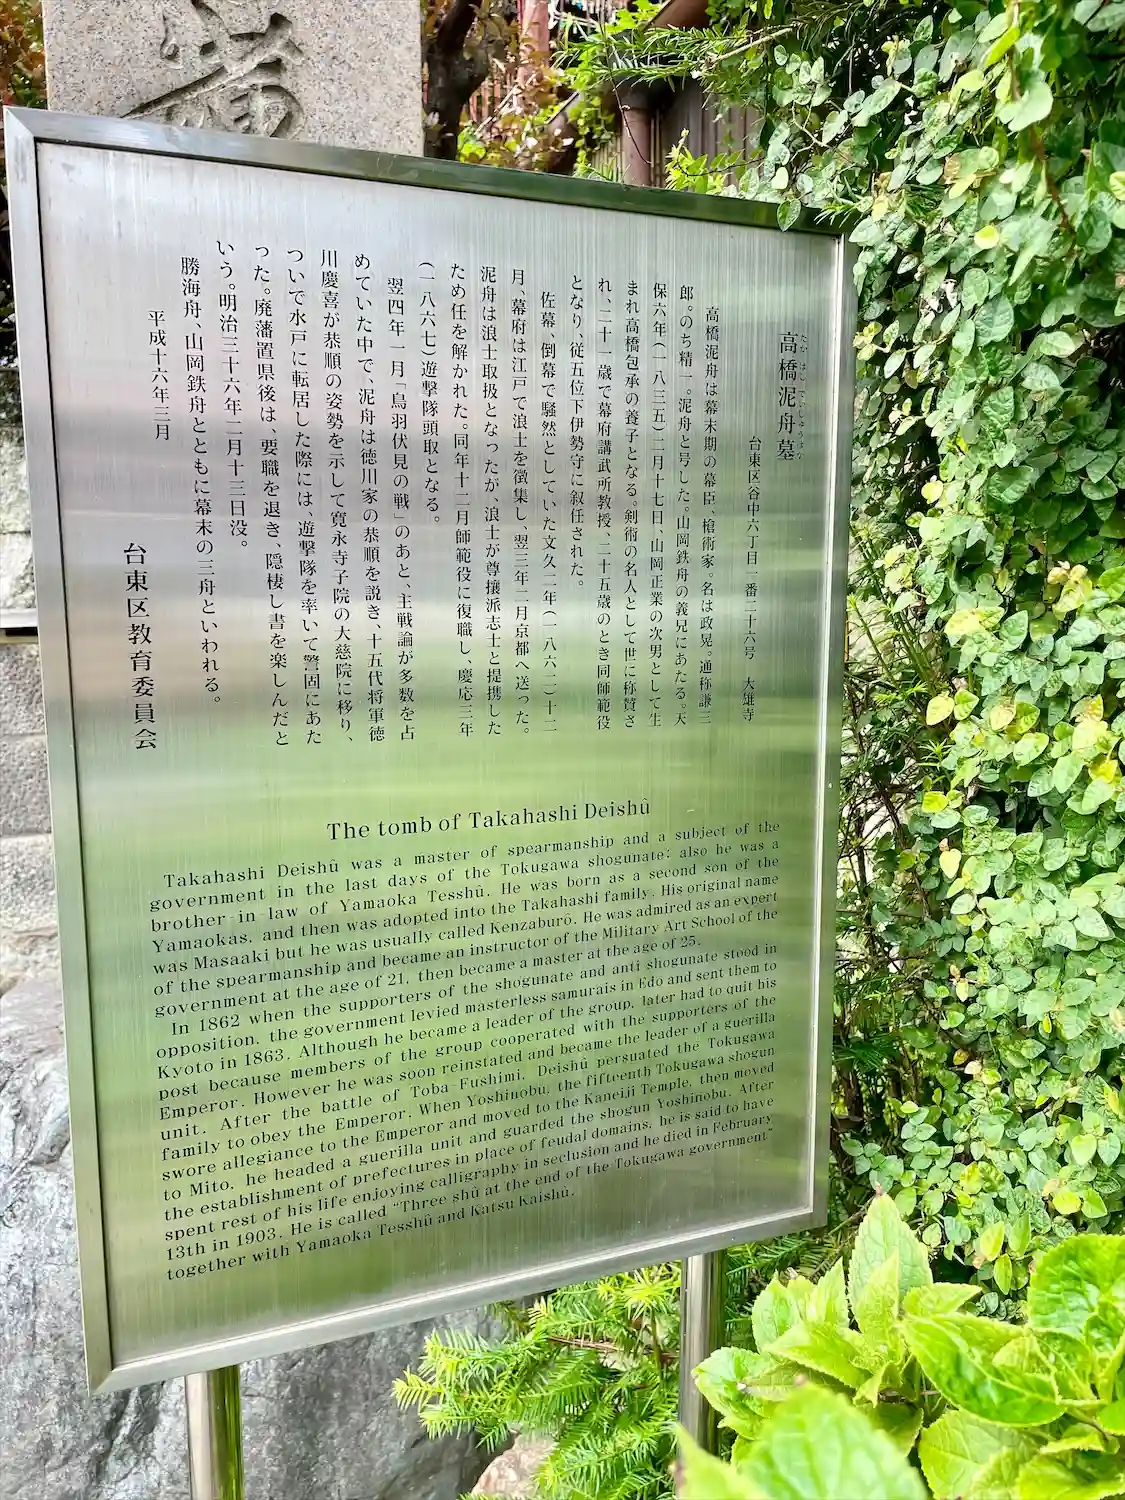 高橋泥舟墓
たかはしでいしゅうはか
台東区谷中六丁目一番二十六号 大雄寺
高橋泥舟は幕末期の幕臣、槍術家。名は政晃。通称謙三
郎。のち精一。泥舟と号した。山岡鉄舟の義兄にあたる。天
保六年(一八三五)二月十七日、山岡正業の次男として生
まれ高橋包承の養子となる。剣術の名人として世に称賛さ
れ、二十一歳で幕府講武所教授、二十五歳のとき同師範役
となり、従五位下伊勢守に叙任された。
佐幕、倒幕で騒然としていた文久二年(一八六二)十二
月、幕府は江戸で浪士を徴集し、翌三年二月京都へ送った。
泥舟は浪士取扱となったが、浪士が尊攘派志士と提携した
ため任を解かれた。同年十二月師範役に復職し、慶応三年
(一八六七)遊撃隊頭取となる。
翌四年一月「鳥羽伏見の戦」のあと、主戦論が多数を占
めていた中で、泥舟は徳川家の恭順を説き、十五代将軍徳
川慶喜が恭順の姿勢を示して寛永寺子院の大慈院に移り、
ついで水戸に転居した際には、遊撃隊を率いて警固にあた
った。廃藩置県後は、要職を退き、隠棲し書を楽しんだと
いう。明治三十六年二月十三日没。
勝海舟、山岡鉄舟とともに幕末の三舟といわれる。
平成十六年三月
台東区教育委員会
The tomb of Takahashi Deishû
Takahashi Deishû was a master of spearmanship and a subject of the
government in the last days of the Tokugawa shogunate; also he was a
brother-in-law of Yamaoka Tesshû. He was born as a second son of the
Yamaokas, and then was adopted into the Takahashi family. His original name
was Masaaki but he was usually called Kenzaburô. He was admired as an expert
of the spearmanship and became an instructor of the Military Art School of the
government at the age of 21, then became a master at the age of 25.
In 1862 when the supporters of the shogunate and anti shogunate stood in
opposition, the government levied masterless samurais in Edo and sent them to
Kyoto in 1863. Although he became a leader of the group, later had to quit his
post because members of the group cooperated with the supporters of the
Emperor. However he was soon reinstated and became the leader of a guerilla
unit. After the battle of Toba-Fushimi, Deishû persuated the Tokugawa
family to obey the Emperor. When Yoshinobu, the fifteenth Tokugawa shogun
swore allegiance to the Emperor and moved to the Kaneiji Temple, then moved
to Mito, he headed a guerilla unit and guarded the shogun Yoshinobu. After
the establishment of prefectures in place of feudal domains, he is said to have
spent rest of his life enjoying calligraphy in seclusion and he died in February
13th in 1903. He is called "Three shû at the end of the Tokugawa government"
together with Yamaoka Tesshû and Katsu Kaishû.